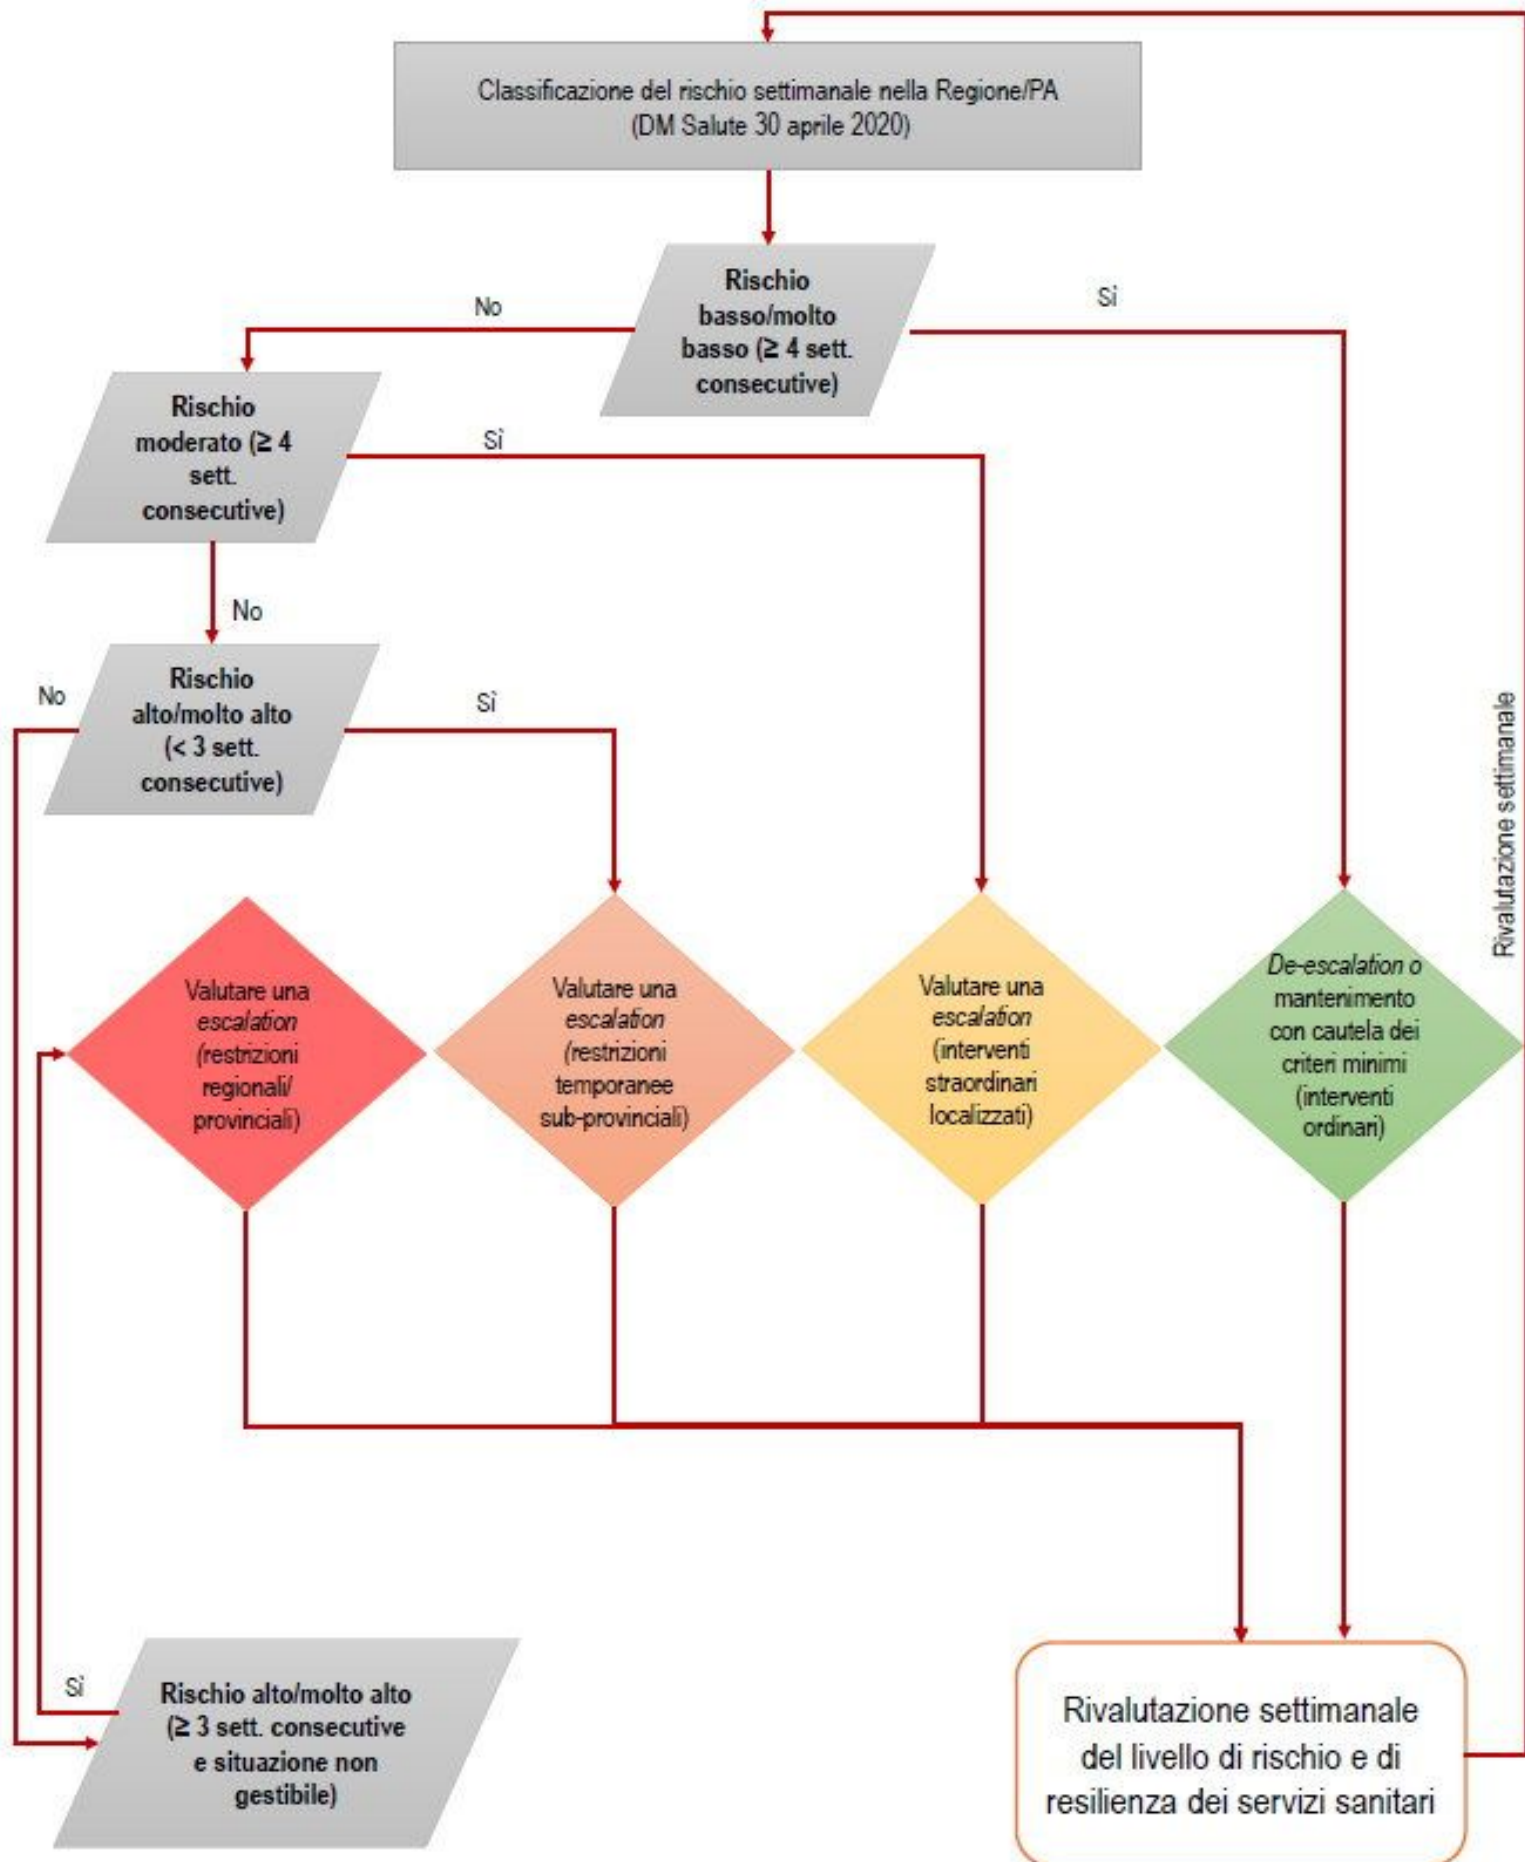 Classificazione del rischio settimanale nella Regione/PA
(DM Salute 30 aprile 2020)
Rischio
basso/molto
basso (≥ 4 sett.
consecutive)
No
Sì
Rischio
moderato (≥ 4
sett.
consecutive)
Sì
No
Rischio
alto/molto alto
(< 3 sett.
consecutive)
No
Sì
Rivalutazione settimanale
Valutare una
escalation
(restrizioni
regionali/
provinciali)
Valutare una
escalation
(restrizioni
temporanee
sub-provinciali)
Valutare una
escalation
(interventi
straordinari
localizzati)
De-escalation o
mantenimento
con cautela dei
criteri minimi
(interventi
ordinari)
Sì
Rischio alto/molto alto
(≥ 3 sett. consecutive
e situazione non
gestibile)
Rivalutazione settimanale
del livello di rischio e di
resilienza dei servizi sanitari